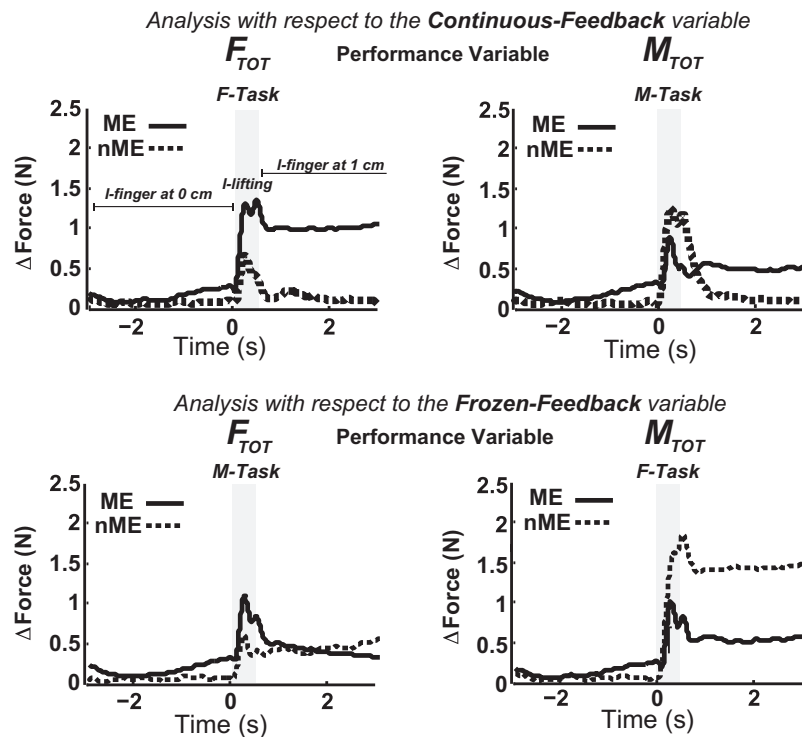 Analysis with respect to the Continuous-Feedback variable
F_TOT Performance Variable M_TOT
F-Task M-Task
2.5
2
1.5
1
0.5
0
Δ Force (N)
ME
nME
I-finger at 0 cm
I-lifting
I-finger at 1 cm
−2 0 2
Time (s)
2.5
2
1.5
1
0.5
0
Δ Force (N)
ME
nME
−2 0 2
Time (s)
Analysis with respect to the Frozen-Feedback variable
F_TOT Performance Variable M_TOT
M-Task F-Task
2.5
2
1.5
1
0.5
0
Δ Force (N)
ME
nME
−2 0 2
Time (s)
2.5
2
1.5
1
0.5
0
Δ Force (N)
ME
nME
−2 0 2
Time (s)